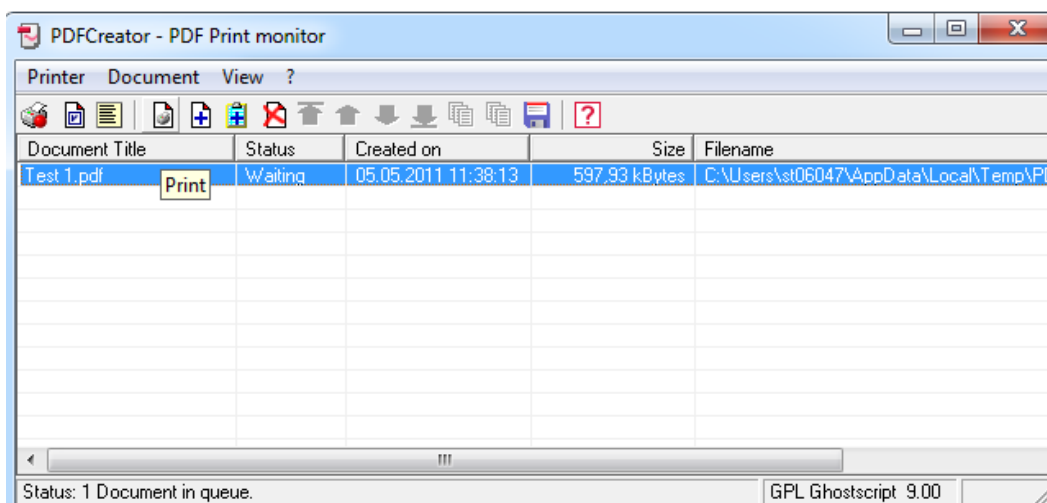 PDFCreator - PDF Print monitor
Printer Document View ?
Document Title Status Created on Size Filename
Test 1.pdf Waiting 05.05.2011 11:38:13 597,93 kBytes C:\Users\st06047\AppData\Local\Temp\PD
Print
Status: 1 Document in queue. GPL Ghostscript 9.00